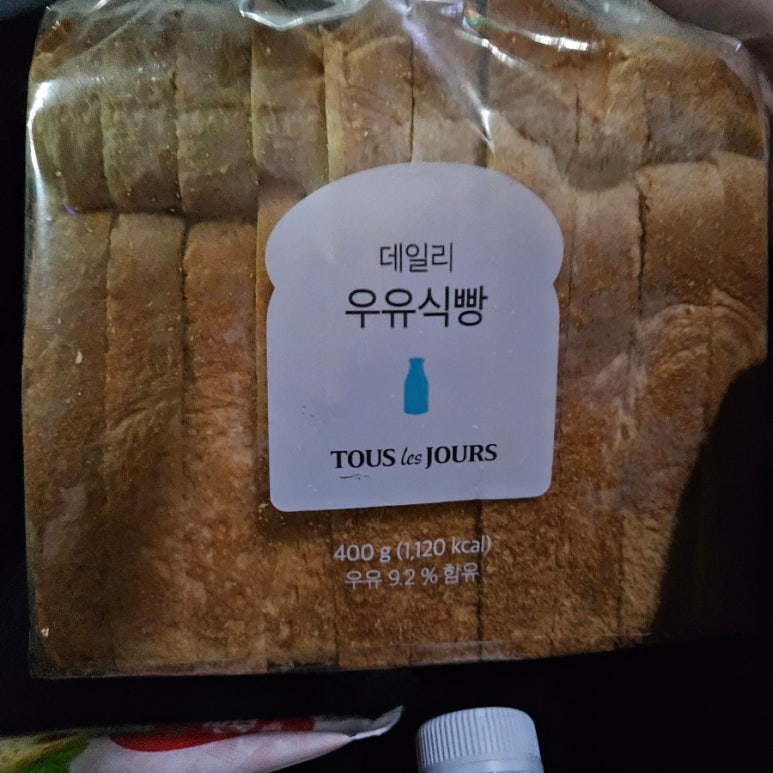 데일리
우유식빵
TOUS les JOURS
400 g (1,120 kcal)
우유 9.2 % 함유